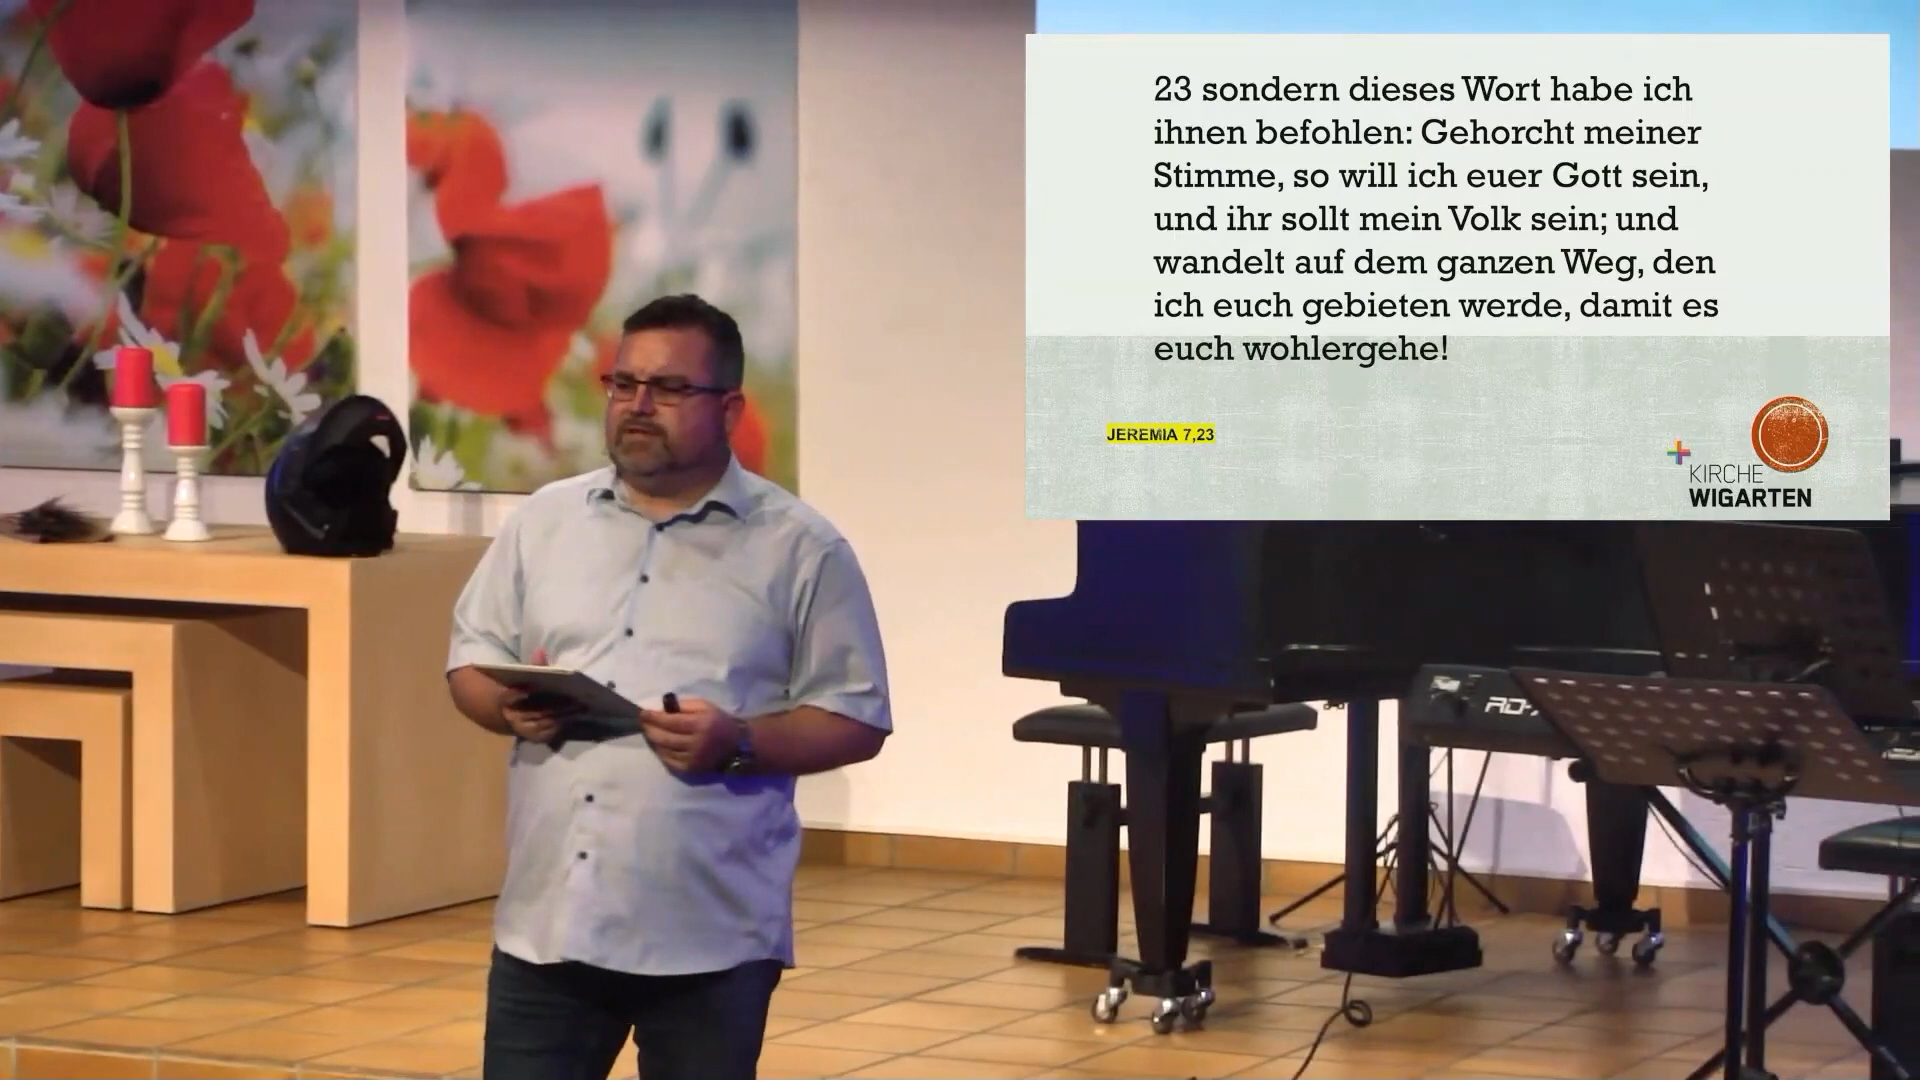 23 sondern dieses Wort habe ich
ihnen befohlen: Gehorcht meiner
Stimme, so will ich euer Gott sein,
und ihr sollt mein Volk sein; und
wandelt auf dem ganzen Weg, den
ich euch gebieten werde, damit es
euch wohlergehe!
JEREMIA 7,23
KIRCHE
WIGARTEN